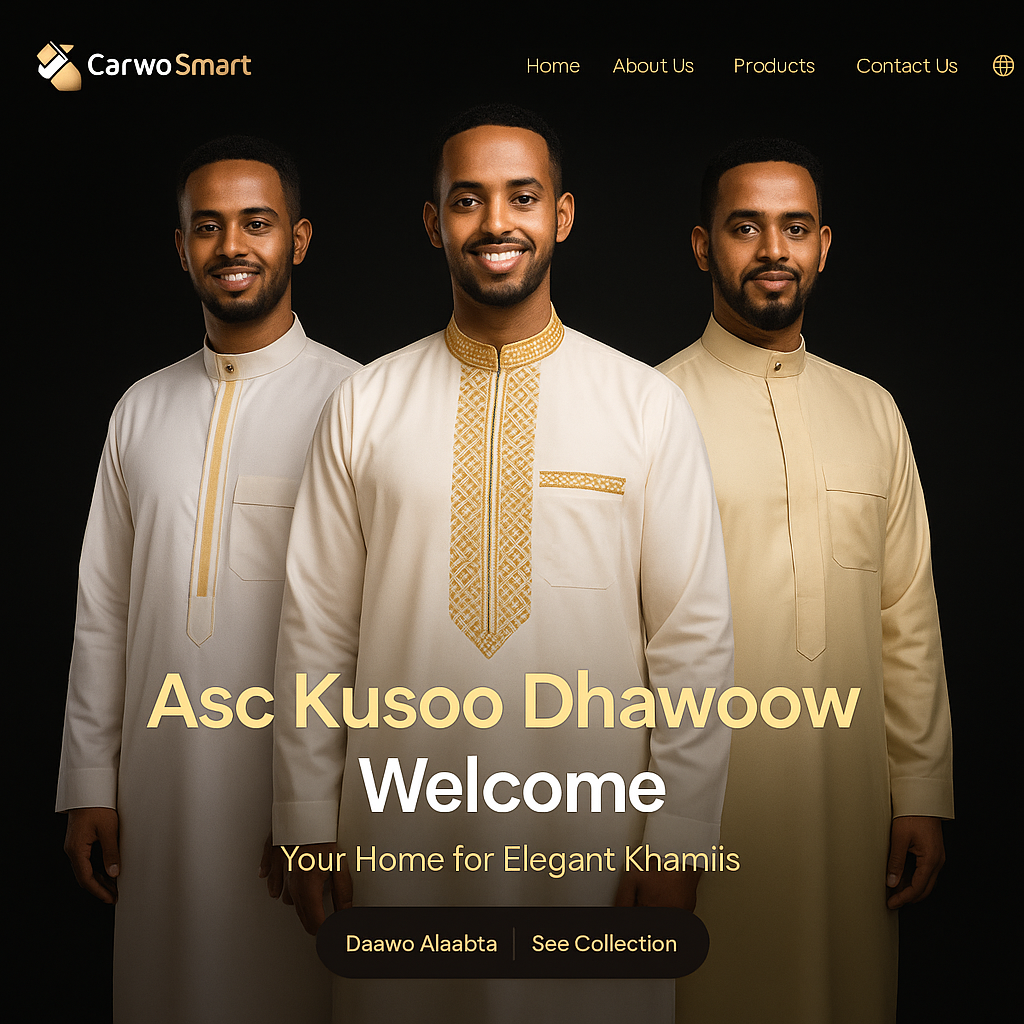 CarwoSmart
Home About Us Products Contact Us
Asc Kusoo Dhawoow
Welcome
Your Home for Elegant Khamiis
Daawo Alaabta | See Collection